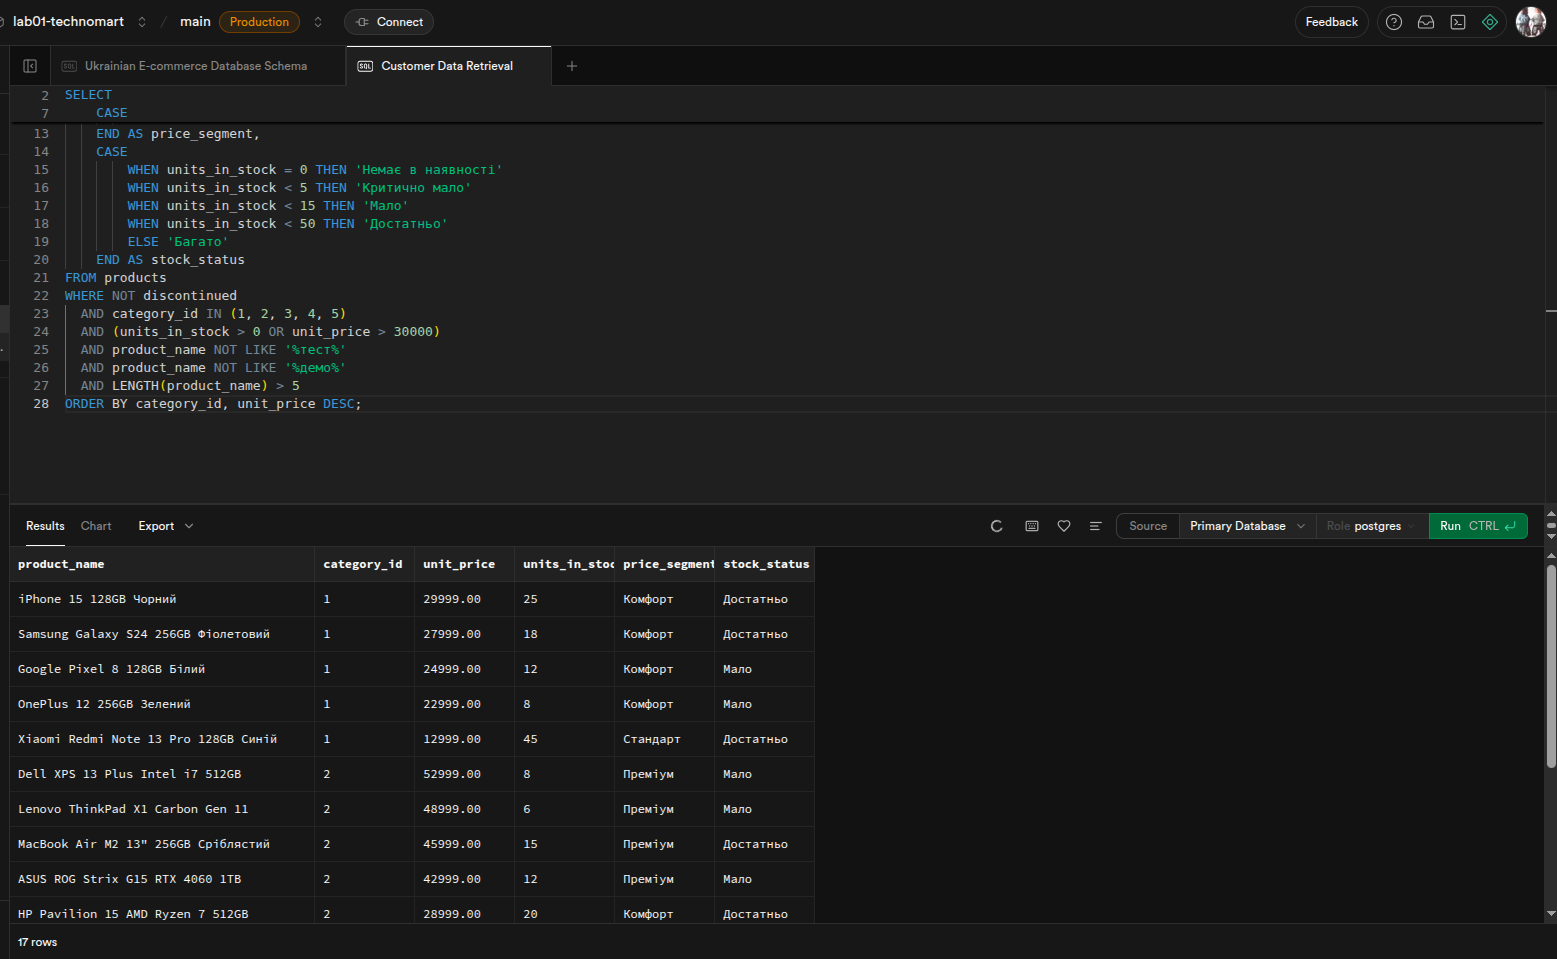 lab01-technomart / main Production Connect Feedback
SQL Ukrainian E-commerce Database Schema SQL Customer Data Retrieval +
2 SELECT
7 CASE
13 END AS price_segment,
14 CASE
15 WHEN units_in_stock = 0 THEN 'Немає в наявності'
16 WHEN units_in_stock < 5 THEN 'Критично мало'
17 WHEN units_in_stock < 15 THEN 'Мало'
18 WHEN units_in_stock < 50 THEN 'Достатньо'
19 ELSE 'Багато'
20 END AS stock_status
21 FROM products
22 WHERE NOT discontinued
23 AND category_id IN (1, 2, 3, 4, 5)
24 AND (units_in_stock > 0 OR unit_price > 30000)
25 AND product_name NOT LIKE '%тест%'
26 AND product_name NOT LIKE '%демо%'
27 AND LENGTH(product_name) > 5
28 ORDER BY category_id, unit_price DESC;
Results Chart Export Source Primary Database Role postgres Run CTRL ↵
product_name category_id unit_price units_in_stoc price_segment stock_status
iPhone 15 128GB Чорний 1 29999.00 25 Комфорт Достатньо
Samsung Galaxy S24 256GB Фіолетовий 1 27999.00 18 Комфорт Достатньо
Google Pixel 8 128GB Білий 1 24999.00 12 Комфорт Мало
OnePlus 12 256GB Зелений 1 22999.00 8 Комфорт Мало
Xiaomi Redmi Note 13 Pro 128GB Синій 1 12999.00 45 Стандарт Достатньо
Dell XPS 13 Plus Intel i7 512GB 2 52999.00 8 Преміум Мало
Lenovo ThinkPad X1 Carbon Gen 11 2 48999.00 6 Преміум Мало
MacBook Air M2 13" 256GB Сріблястий 2 45999.00 15 Преміум Достатньо
ASUS ROG Strix G15 RTX 4060 1TB 2 42999.00 12 Преміум Мало
HP Pavilion 15 AMD Ryzen 7 512GB 2 28999.00 20 Комфорт Достатньо
17 rows